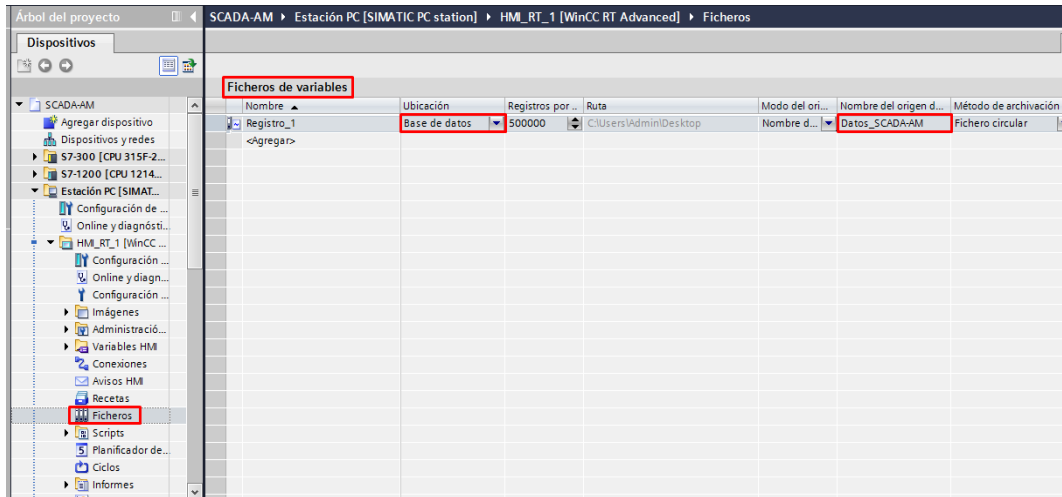 Árbol del proyecto
SCADA-AM ▸ Estación PC [SIMATIC PC station] ▸ HMI_RT_1 [WinCC RT Advanced] ▸ Ficheros
Dispositivos
Ficheros de variables
Nombre ▲ Ubicación Registros por .. Ruta Modo del ori... Nombre del origen d... Método de archivación
Registro_1 Base de datos 500000 C:\Users\Admin\Desktop Nombre d... Datos_SCADA-AM Fichero circular
<Agregar>
SCADA-AM
Agregar dispositivo
Dispositivos y redes
S7-300 [CPU 315F-2...
S7-1200 [CPU 1214...
Estación PC [SIMAT...
Configuración de ...
Online y diagnósti...
HMI_RT_1 [WinCC ...
Configuración ...
Online y diagn...
Configuración ...
Imágenes
Administració...
Variables HMI
Conexiones
Avisos HMI
Recetas
Ficheros
Scripts
Planificador de...
Ciclos
Informes